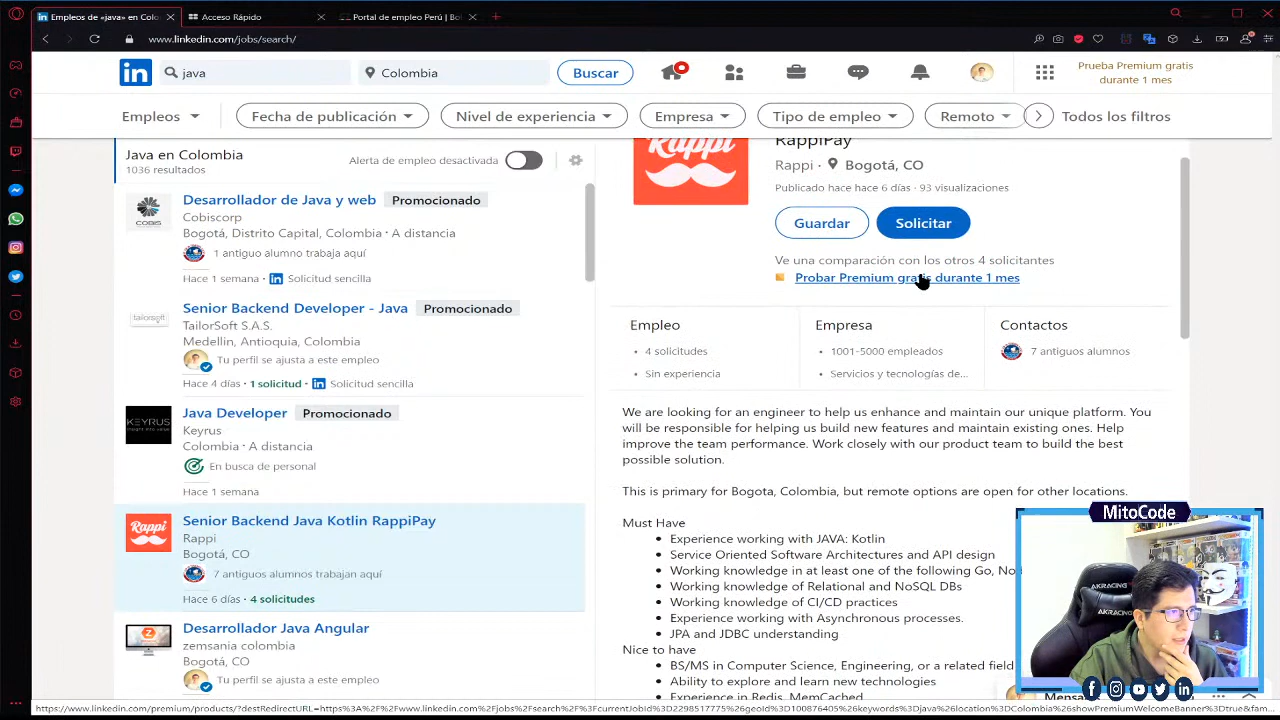 Empleos de «java» en Colo
Acceso Rápido
Portal de empleo Perú | Bol
www.linkedin.com/jobs/search/
in
java
Colombia
Buscar
Prueba Premium gratis
durante 1 mes
Empleos
Fecha de publicación
Nivel de experiencia
Empresa
Tipo de empleo
Remoto
Todos los filtros
Java en Colombia
1036 resultados
Alerta de empleo desactivada
COBIS
Desarrollador de Java y web
Promocionado
Cobiscorp
Bogotá, Distrito Capital, Colombia · A distancia
1 antiguo alumno trabaja aquí
Hace 1 semana · in Solicitud sencilla
tailorsoft
Senior Backend Developer - Java
Promocionado
TailorSoft S.A.S.
Medellin, Antioquia, Colombia
Tu perfil se ajusta a este empleo
Hace 4 días · 1 solicitud · in Solicitud sencilla
KEYRUS
Java Developer
Promocionado
Keyrus
Colombia · A distancia
En busca de personal
Hace 1 semana
Rappi
Senior Backend Java Kotlin RappiPay
Rappi
Bogotá, CO
7 antiguos alumnos trabajan aquí
Hace 6 días · 4 solicitudes
Desarrollador Java Angular
zemsania colombia
Bogotá, CO
Tu perfil se ajusta a este empleo
Rappi
RappiPay
Rappi · Bogotá, CO
Publicado hace hace 6 días · 93 visualizaciones
Guardar
Solicitar
Ve una comparación con los otros 4 solicitantes
Probar Premium gratis durante 1 mes
Empleo
• 4 solicitudes
• Sin experiencia
Empresa
• 1001-5000 empleados
• Servicios y tecnologías de...
Contactos
7 antiguos alumnos
We are looking for an engineer to help us enhance and maintain our unique platform. You
will be responsible for helping us build new features and maintain existing ones. Help
improve the team performance. Work closely with our product team to build the best
possible solution.
This is primary for Bogota, Colombia, but remote options are open for other locations.
Must Have
• Experience working with JAVA: Kotlin
• Service Oriented Software Architectures and API design
• Working knowledge in at least one of the following Go, Nod
• Working knowledge of Relational and NoSQL DBs
• Working knowledge of CI/CD practices
• Experience working with Asynchronous processes.
• JPA and JDBC understanding
Nice to have
• BS/MS in Computer Science, Engineering, or a related field
• Ability to explore and learn new technologies
• Experience in Redis, MemCached
MitoCode
AKRACING
AKRACING
Mensa